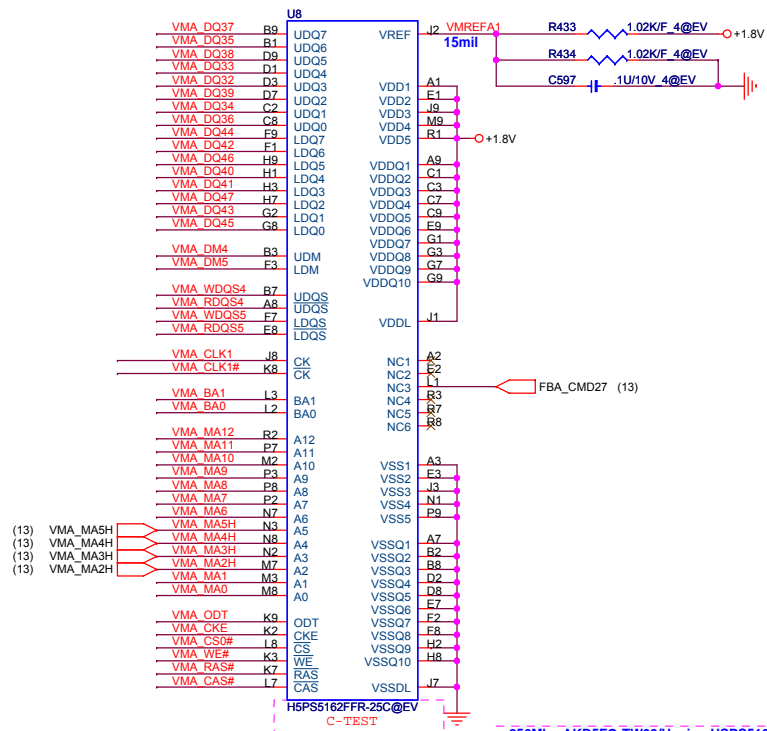 U8
VMA_DQ37 B9 UDQ7 VREF J2 VMREFA1 R433 1.02K/F_4@EV +1.8V
VMA_DQ35 B1 UDQ6 15mil
VMA_DQ38 D9 UDQ5 R434 1.02K/F_4@EV
VMA_DQ33 D1 UDQ4
VMA_DQ32 D3 UDQ3 VDD1 A1 C597 .1U/10V_4@EV
VMA_DQ39 D7 UDQ2 VDD2 E1
VMA_DQ34 C2 UDQ1 VDD3 J9
VMA_DQ36 C8 UDQ0 VDD4 M9
VMA_DQ44 F9 LDQ7 VDD5 R1 +1.8V
VMA_DQ42 F1 LDQ6
VMA_DQ46 H9 LDQ5 VDDQ1 A9
VMA_DQ40 H1 LDQ4 VDDQ2 C1
VMA_DQ41 H3 LDQ3 VDDQ3 C3
VMA_DQ47 H7 LDQ2 VDDQ4 C7
VMA_DQ43 G2 LDQ1 VDDQ5 C9
VMA_DQ45 G8 LDQ0 VDDQ6 E9
VDDQ7 G1
VMA_DM4 B3 UDM VDDQ8 G3
VMA_DM5 F3 LDM VDDQ9 G7
VDDQ10 G9
VMA_WDQS4 B7 UDQS
VMA_RDQS4 A8 UDQS
VMA_WDQS5 F7 LDQS VDDL J1
VMA_RDQS5 E8 LDQS
VMA_CLK1 J8 CK NC1 A2
VMA_CLK1# K8 CK NC2 E2
NC3 L1 FBA_CMD27 (13)
VMA_BA1 L3 BA1 NC4 R3
VMA_BA0 L2 BA0 NC5 R7
NC6 R8
VMA_MA12 R2 A12
VMA_MA11 P7 A11
VMA_MA10 M2 A10 VSS1 A3
VMA_MA9 P3 A9 VSS2 E3
VMA_MA8 P8 A8 VSS3 J3
VMA_MA7 P2 A7 VSS4 N1
VMA_MA6 N7 A6 VSS5 P9
(13) VMA_MA5H VMA_MA5H N3 A5
(13) VMA_MA4H VMA_MA4H N8 A4 VSSQ1 A7
(13) VMA_MA3H VMA_MA3H N2 A3 VSSQ2 B2
(13) VMA_MA2H VMA_MA2H M7 A2 VSSQ3 B8
VMA_MA1 M3 A1 VSSQ4 D2
VMA_MA0 M8 A0 VSSQ5 D8
VSSQ6 E7
VMA_ODT K9 ODT VSSQ7 F2
VMA_CKE K2 CKE VSSQ8 F8
VMA_CS0# L8 CS VSSQ9 H2
VMA_WE# K3 WE VSSQ10 H8
VMA_RAS# K7 RAS
VMA_CAS# L7 CAS VSSDL J7
H5PS5162FFR-25C@EV
C-TEST